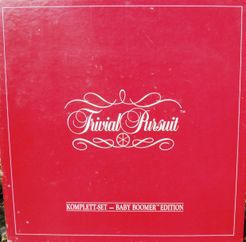 Trivial Pursuit™
KOMPLETT-SET — BABY BOOMER™ EDITION